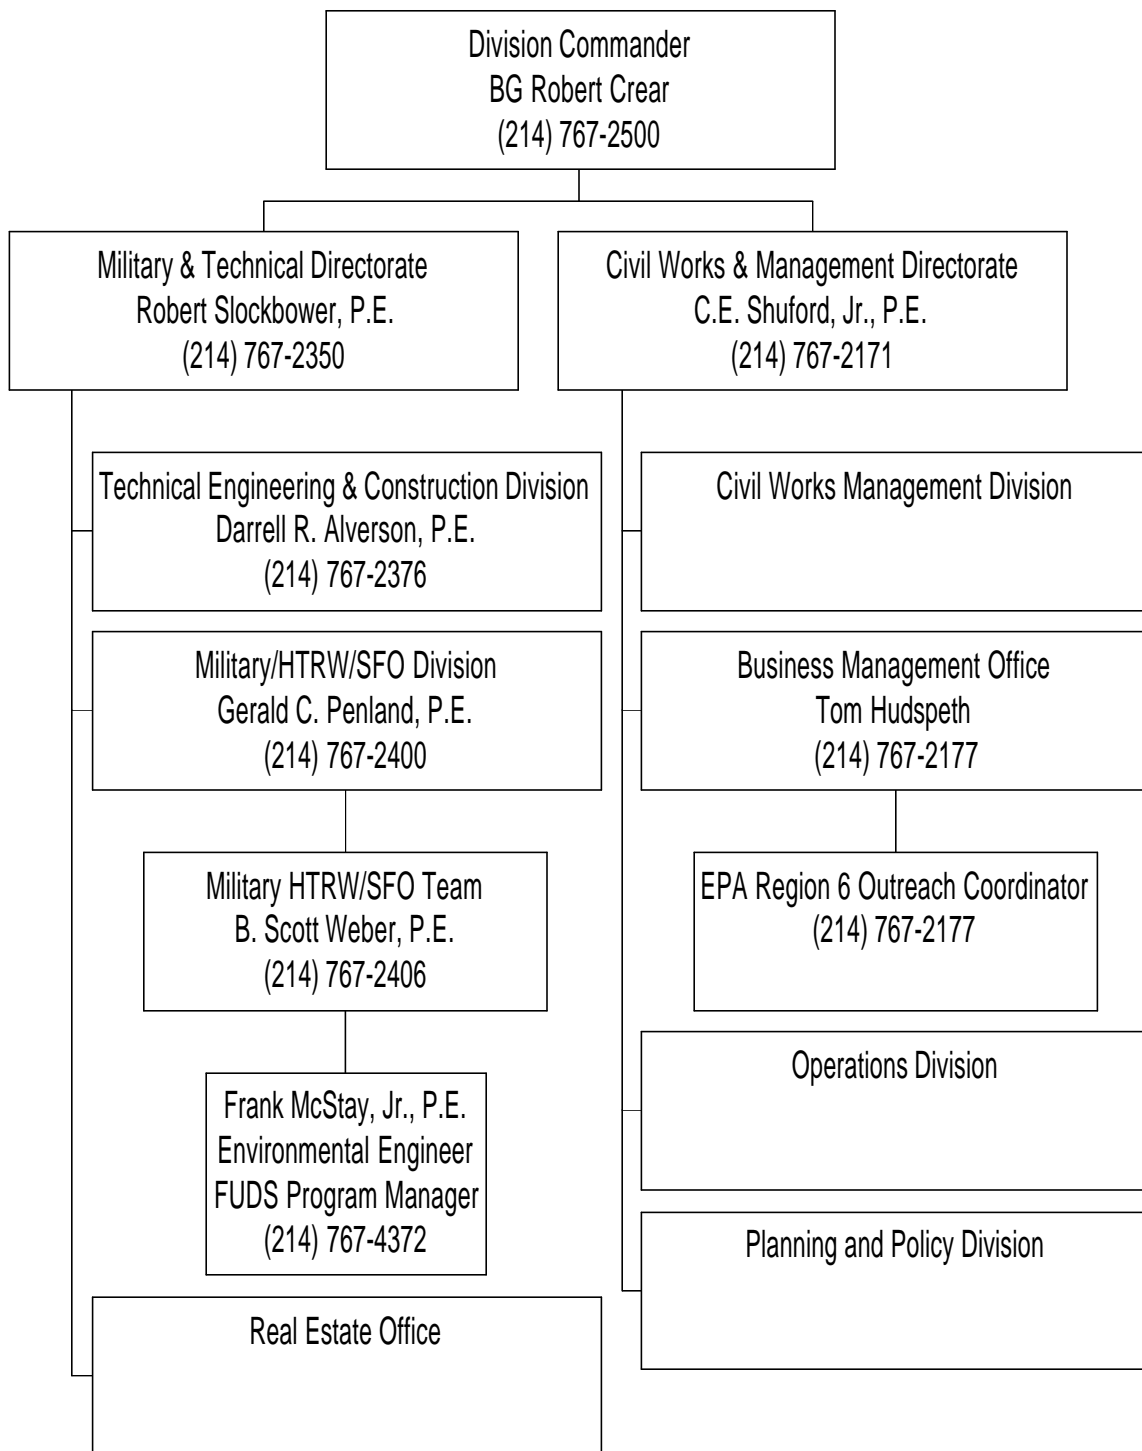 Division Commander
BG Robert Crear
(214) 767-2500
Military & Technical Directorate
Robert Slockbower, P.E.
(214) 767-2350
Civil Works & Management Directorate
C.E. Shuford, Jr., P.E.
(214) 767-2171
Technical Engineering & Construction Division
Darrell R. Alverson, P.E.
(214) 767-2376
Military/HTRW/SFO Division
Gerald C. Penland, P.E.
(214) 767-2400
Military HTRW/SFO Team
B. Scott Weber, P.E.
(214) 767-2406
Frank McStay, Jr., P.E.
Environmental Engineer
FUDS Program Manager
(214) 767-4372
Real Estate Office
Civil Works Management Division
Business Management Office
Tom Hudspeth
(214) 767-2177
EPA Region 6 Outreach Coordinator
(214) 767-2177
Operations Division
Planning and Policy Division